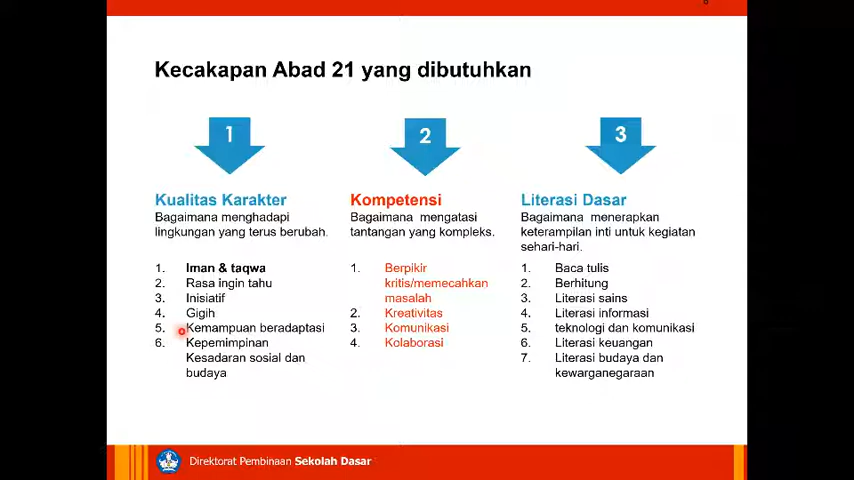 Kecakapan Abad 21 yang dibutuhkan
1
Kualitas Karakter
Bagaimana menghadapi
lingkungan yang terus berubah.
1. Iman & taqwa
2. Rasa ingin tahu
3. Inisiatif
4. Gigih
5. Kemampuan beradaptasi
6. Kepemimpinan
Kesadaran sosial dan
budaya
2
Kompetensi
Bagaimana mengatasi
tantangan yang kompleks.
1. Berpikir
kritis/memecahkan
masalah
2. Kreativitas
3. Komunikasi
4. Kolaborasi
3
Literasi Dasar
Bagaimana menerapkan
keterampilan inti untuk kegiatan
sehari-hari.
1. Baca tulis
2. Berhitung
3. Literasi sains
4. Literasi informasi
5. teknologi dan komunikasi
6. Literasi keuangan
7. Literasi budaya dan
kewarganegaraan
Direktorat Pembinaan Sekolah Dasar